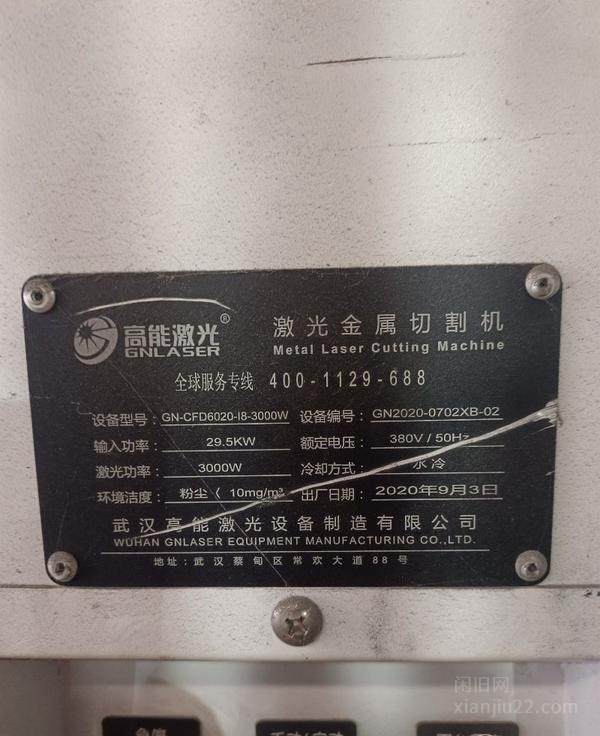 高能激光®
GNLASER
激光金属切割机
Metal Laser Cutting Machine
全球服务专线 400-1129-688
设备型号: GN-CFD6020-I8-3000W 设备编号: GN2020-0702XB-02
输入功率: 29.5KW 额定电压: 380V / 50Hz
激光功率: 3000W 冷却方式: 水 冷
环境洁度: 粉尘〈 10mg/m³ 出厂日期: 2020年9月3日
武汉高能激光设备制造有限公司
WUHAN GNLASER EQUIPMENT MANUFACTURING CO.,LTD.
地址: 武汉蔡甸区常欢大道88号
闲旧网
xianjiu22.com